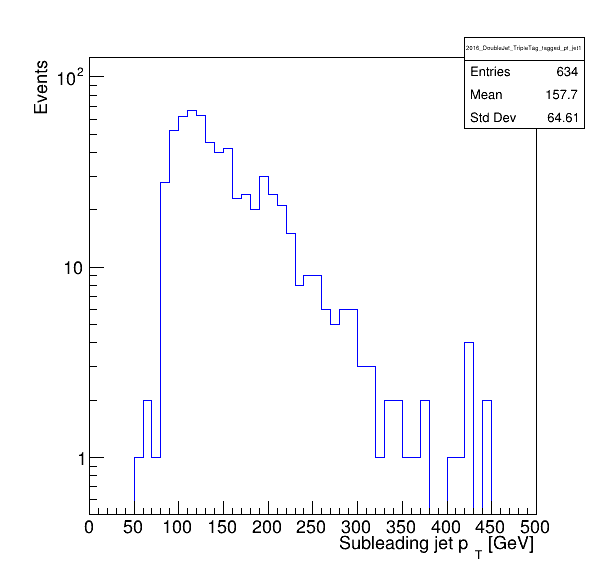 2016_DoubleJet_TripleTag_tagged_pt_jet1
Entries 634
Mean 157.7
Std Dev 64.61
Events
10²
10
1
0 50 100 150 200 250 300 350 400 450 500
Subleading jet p_T [GeV]